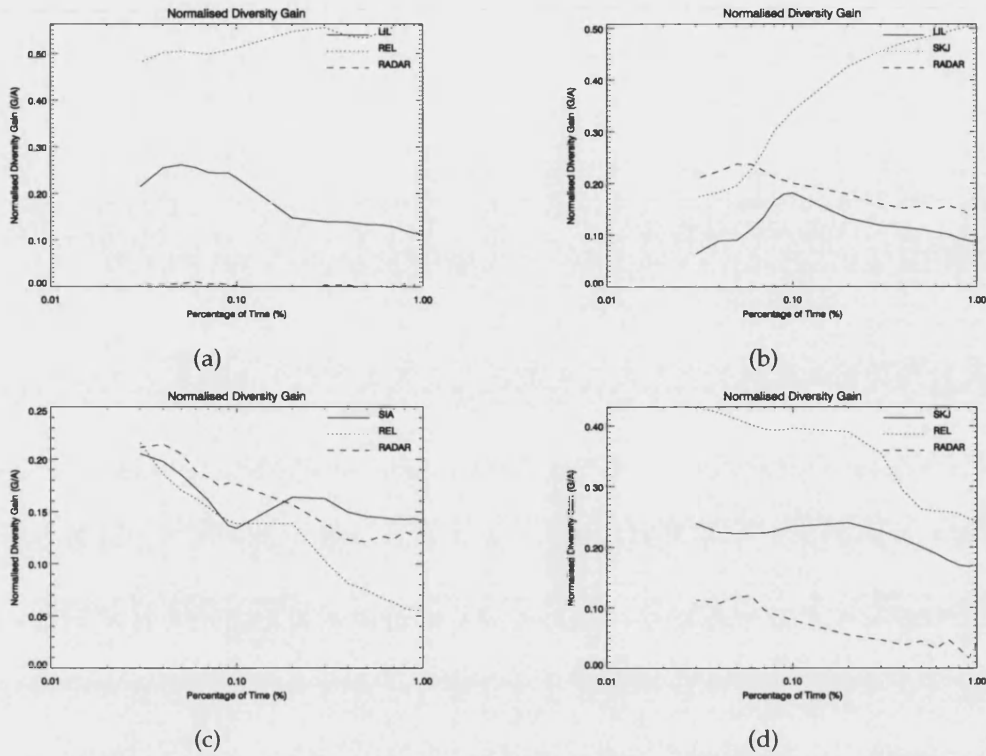 Normalised Diversity Gain
LIL
REL
RADAR
Normalised Diversity Gain (G/A)
0.50
0.40
0.30
0.20
0.10
0.00
0.01
0.10
1.00
Percentage of Time (%)
(a)
Normalised Diversity Gain
LIL
SKJ
RADAR
Normalised Diversity Gain (G/A)
0.50
0.40
0.30
0.20
0.10
0.00
0.01
0.10
1.00
Percentage of Time (%)
(b)
Normalised Diversity Gain
SIA
REL
RADAR
Normalised Diversity Gain (G/A)
0.25
0.20
0.15
0.10
0.05
0.00
0.01
0.10
1.00
Percentage of Time (%)
(c)
Normalised Diversity Gain
SKJ
REL
RADAR
Normalised Diversity Gain (G/A)
0.40
0.30
0.20
0.10
0.00
0.01
0.10
1.00
Percentage of Time (%)
(d)